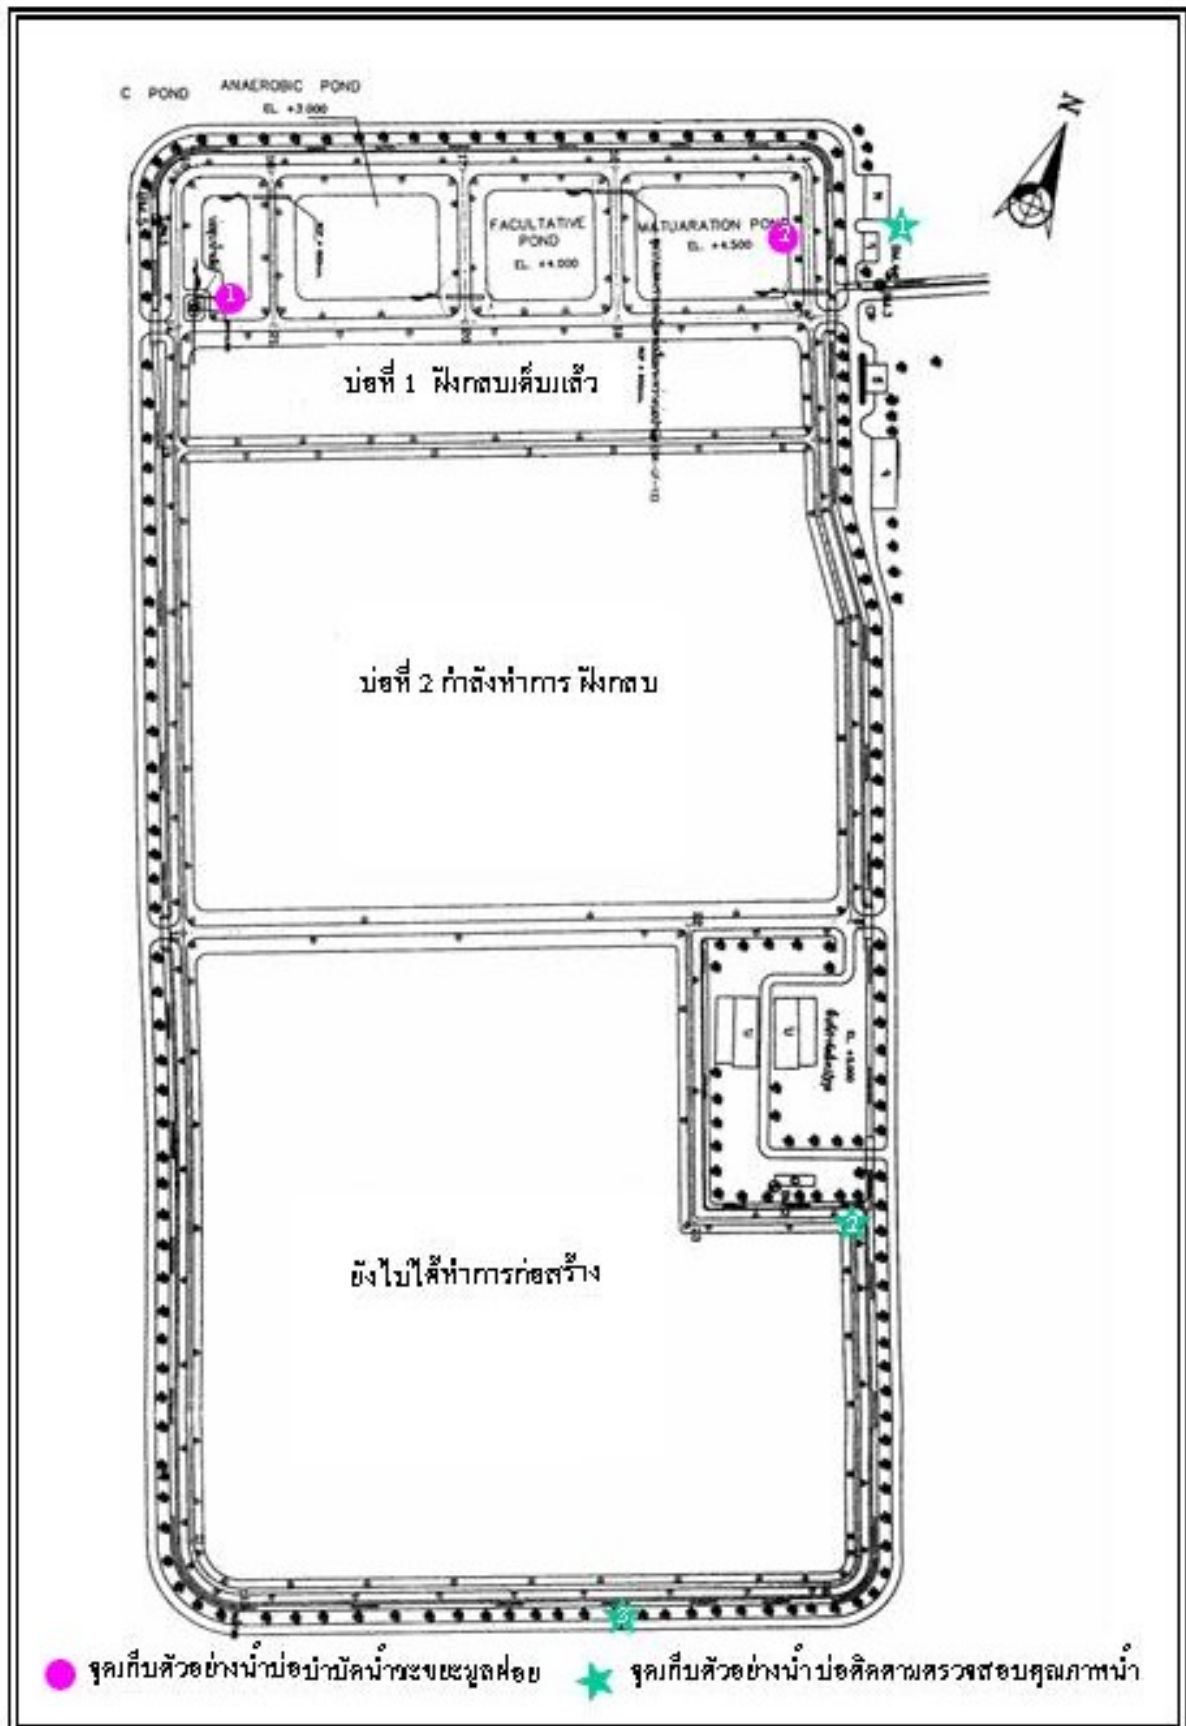 ANAEROBIC POND
C POND
EL. +3.000
N
1
FACULTATIVE
POND
EL. +4.000
MATUARATION POND
EL. +4.500
2
1
บ่อที่ 1 ฝังกลบเต็มแล้ว
บ่อที่ 2 กำลังทำการ ฝังกลบ
2
ยังไม่ได้ทำการก่อสร้าง
3
จุดเก็บตัวอย่างน้ำบ่อบำบัดน้ำชะขยะมูลฝอย
จุดเก็บตัวอย่างน้ำ บ่อติดตามตรวจสอบคุณภาพน้ำ